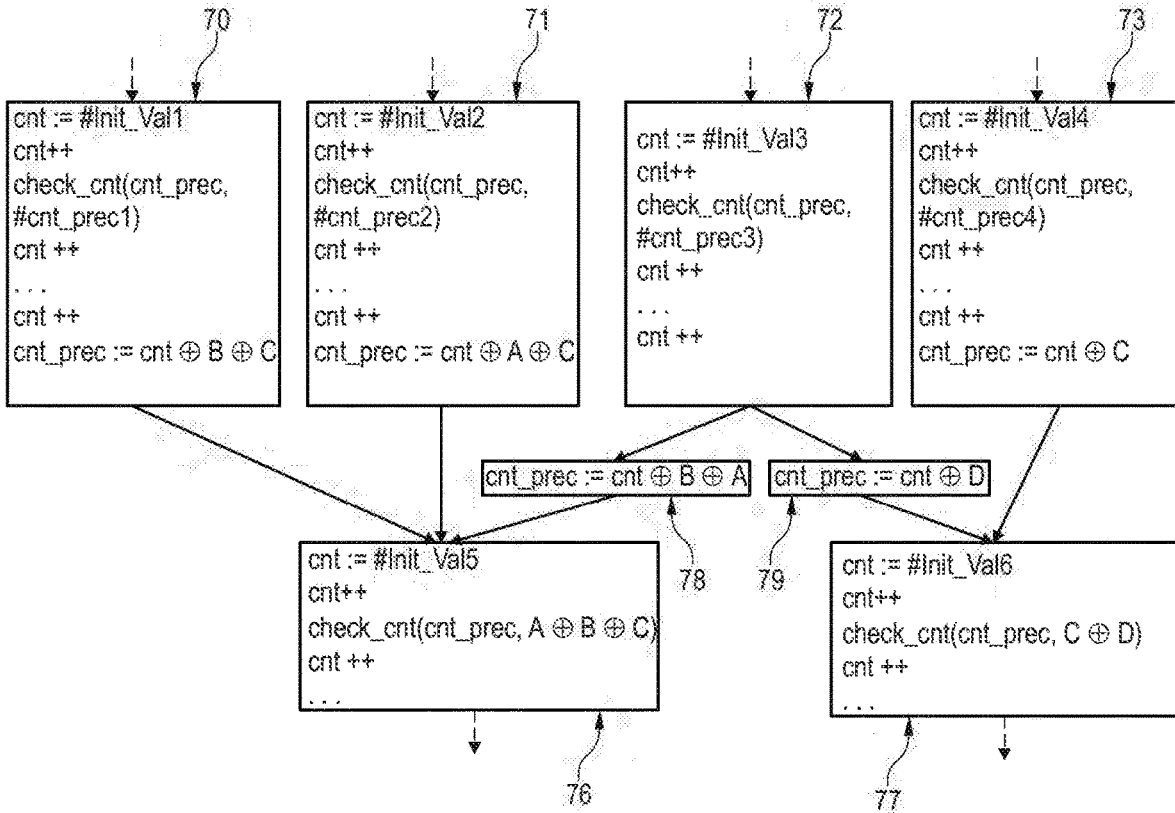 70
71
72
73
cnt := #Init_Val1
cnt++
check_cnt(cnt_prec,
#cnt_prec1)
cnt ++
. . .
cnt ++
cnt_prec := cnt ⊕ B ⊕ C
cnt := #Init_Val2
cnt++
check_cnt(cnt_prec,
#cnt_prec2)
cnt ++
. . .
cnt ++
cnt_prec := cnt ⊕ A ⊕ C
cnt := #Init_Val3
cnt++
check_cnt(cnt_prec,
#cnt_prec3)
cnt ++
. . .
cnt ++
cnt := #Init_Val4
cnt++
check_cnt(cnt_prec,
#cnt_prec4)
cnt ++
. . .
cnt ++
cnt_prec := cnt ⊕ C
cnt_prec := cnt ⊕ B ⊕ A
cnt_prec := cnt ⊕ D
78
79
cnt := #Init_Val5
cnt++
check_cnt(cnt_prec, A ⊕ B ⊕ C)
cnt ++
. . .
cnt := #Init_Val6
cnt++
check_cnt(cnt_prec, C ⊕ D)
cnt ++
. . .
76
77